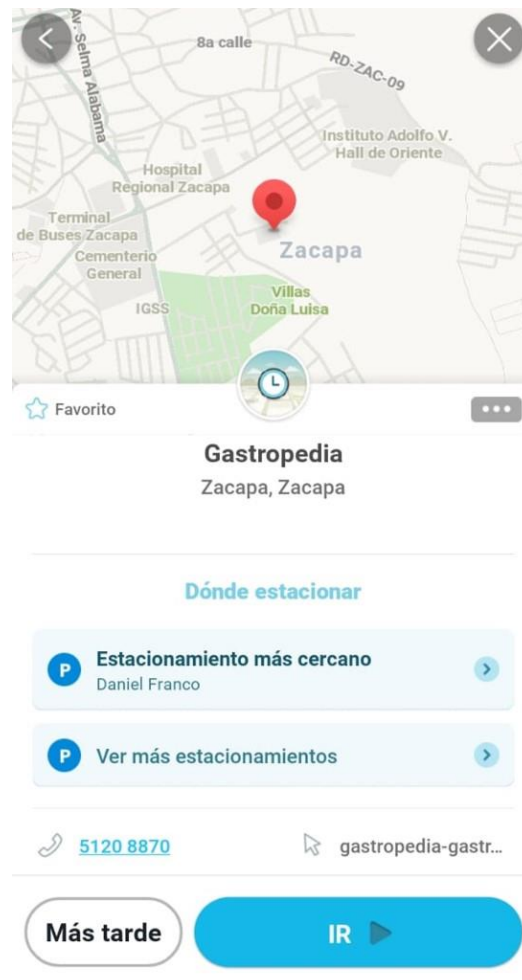 Av. Selma Alabama
8a calle
RD-ZAC-09
Instituto Adolfo V.
Hall de Oriente
Hospital
Regional Zacapa
Terminal
de Buses Zacapa
Zacapa
Cementerio
General
Villas
Doña Luisa
IGSS
Favorito
Gastropedia
Zacapa, Zacapa
Dónde estacionar
P
Estacionamiento más cercano
Daniel Franco
P
Ver más estacionamientos
5120 8870
gastropedia-gastr...
Más tarde
IR